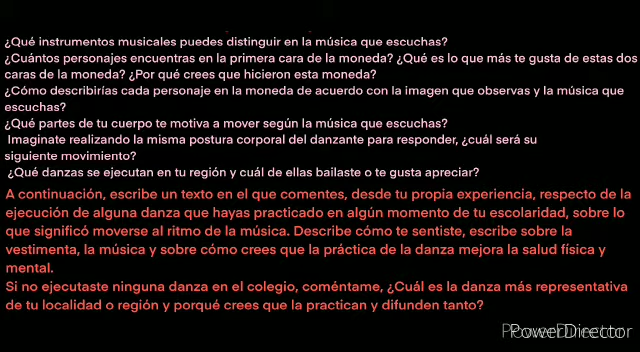 ¿Qué instrumentos musicales puedes distinguir en la música que escuchas?
¿Cuántos personajes encuentras en la primera cara de la moneda? ¿Qué es lo que más te gusta de estas dos
caras de la moneda? ¿Por qué crees que hicieron esta moneda?
¿Cómo describirías cada personaje en la moneda de acuerdo con la imagen que observas y la música que
escuchas?
¿Qué partes de tu cuerpo te motiva a mover según la música que escuchas?
Imaginate realizando la misma postura corporal del danzante para responder, ¿cuál será su
siguiente movimiento?
¿Qué danzas se ejecutan en tu región y cuál de ellas bailaste o te gusta apreciar?
A continuación, escribe un texto en el que comentes, desde tu propia experiencia, respecto de la
ejecución de alguna danza que hayas practicado en algún momento de tu escolaridad, sobre lo
que significó moverse al ritmo de la música. Describe cómo te sentiste, escribe sobre la
vestimenta, la música y sobre cómo crees que la práctica de la danza mejora la salud física y
mental.
Si no ejecutaste ninguna danza en el colegio, coméntame, ¿Cuál es la danza más representativa
de tu localidad o región y porqué crees que la practican y difunden tanto?
PowerDirector